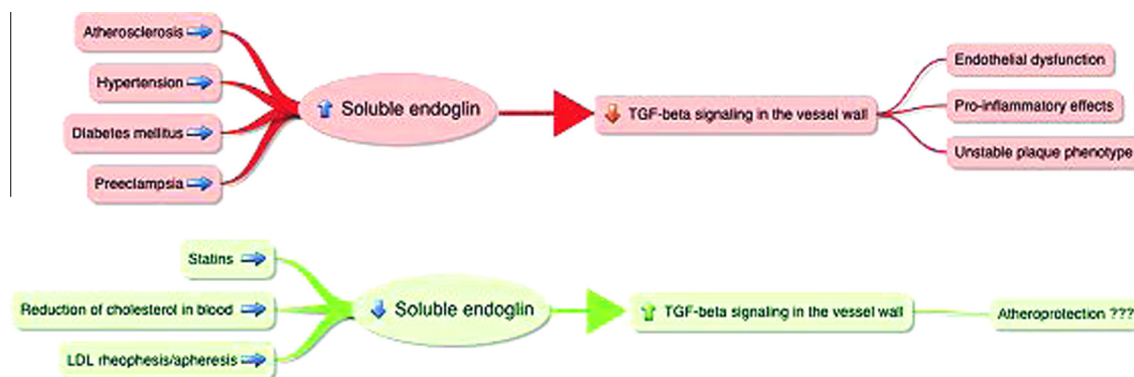 Atherosclerosis
Hypertension
Diabetes mellitus
Preeclampsia
Soluble endoglin
TGF-beta signaling in the vessel wall
Endothelial dysfunction
Pro-inflammatory effects
Unstable plaque phenotype
Statins
Reduction of cholesterol in blood
LDL rheophesis/apheresis
Soluble endoglin
TGF-beta signaling in the vessel wall
Atheroprotection ???